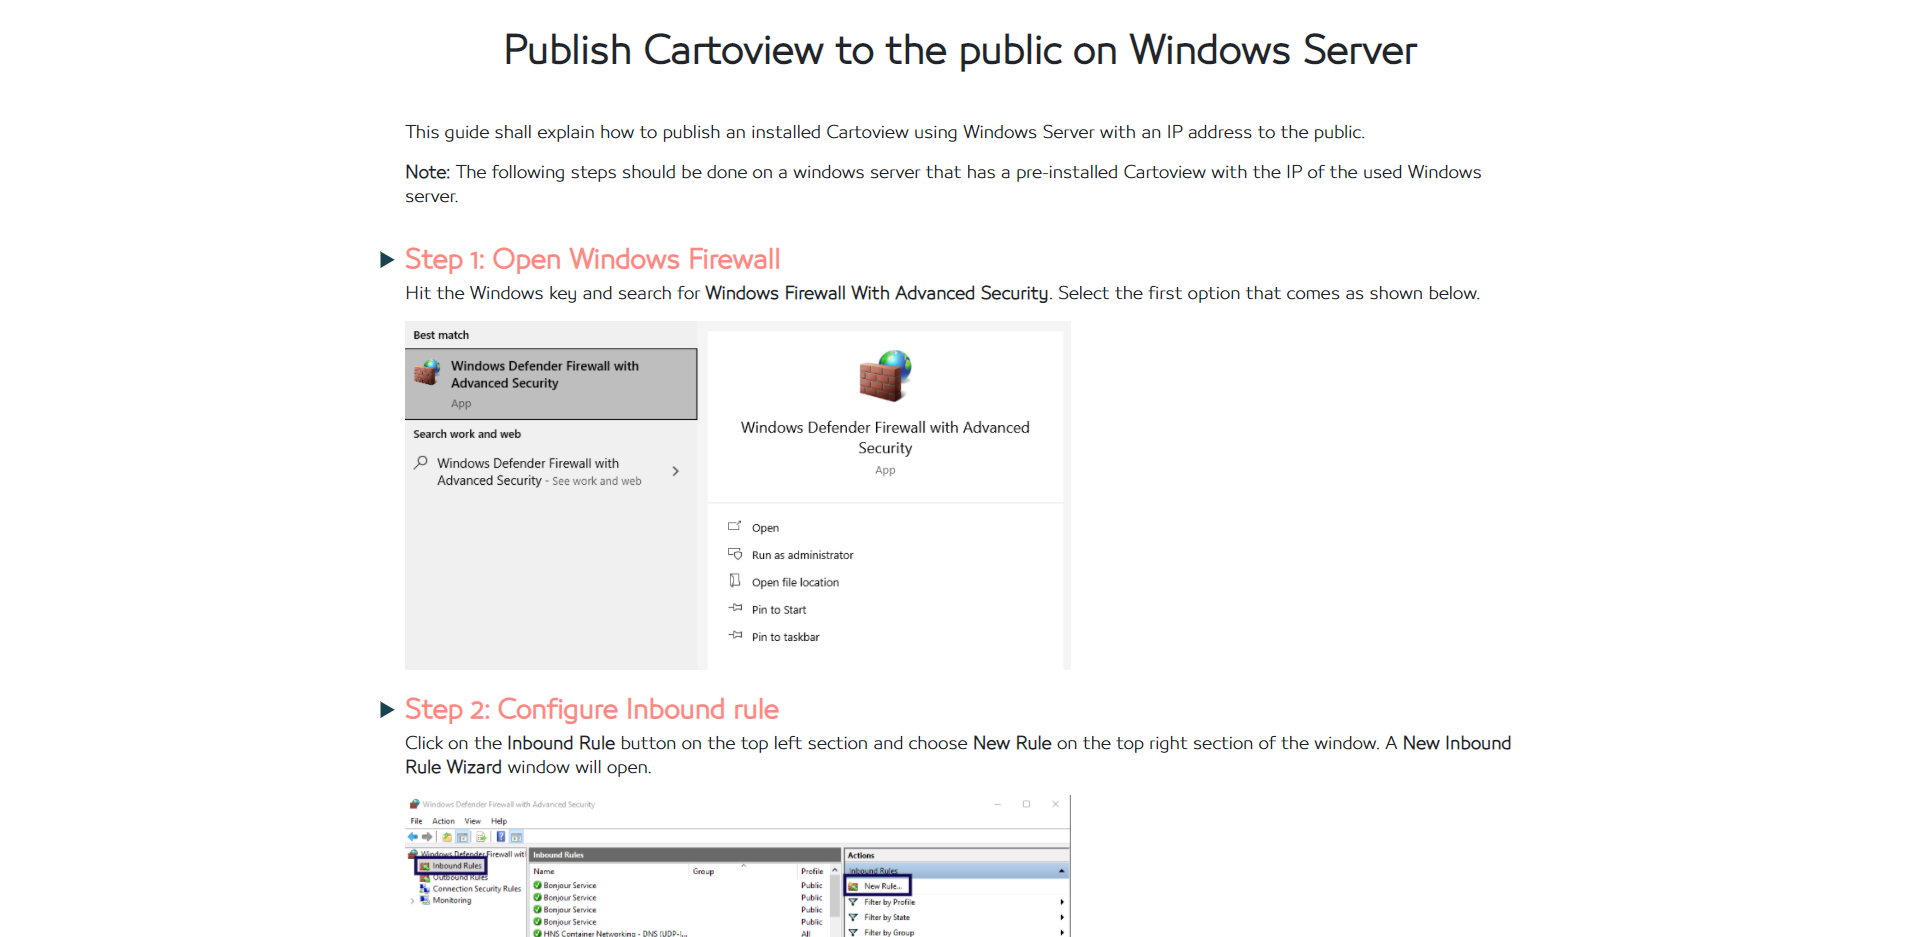 Publish Cartoview to the public on Windows Server
This guide shall explain how to publish an installed Cartoview using Windows Server with an IP address to the public.
Note: The following steps should be done on a windows server that has a pre-installed Cartoview with the IP of the used Windows
server.
Step 1: Open Windows Firewall
Hit the Windows key and search for Windows Firewall With Advanced Security. Select the first option that comes as shown below.
Best match
Windows Defender Firewall with
Advanced Security
App
Search work and web
Windows Defender Firewall with
Advanced Security - See work and web
Windows Defender Firewall with Advanced
Security
App
Open
Run as administrator
Open file location
Pin to Start
Pin to taskbar
Step 2: Configure Inbound rule
Click on the Inbound Rule button on the top left section and choose New Rule on the top right section of the window. A New Inbound
Rule Wizard window will open.
Windows Defender Firewall with Advanced Security
File Action View Help
Windows Defender Firewall wit
Inbound Rules
Outbound Rules
Connection Security Rules
Monitoring
Inbound Rules
Name Group Profile
Bonjour Service Public
Bonjour Service Public
Bonjour Service Public
Bonjour Service Public
HNS Container Networking - DNS (UDP-I... All
Actions
Inbound Rules
New Rule...
Filter by Profile
Filter by State
Filter by Group